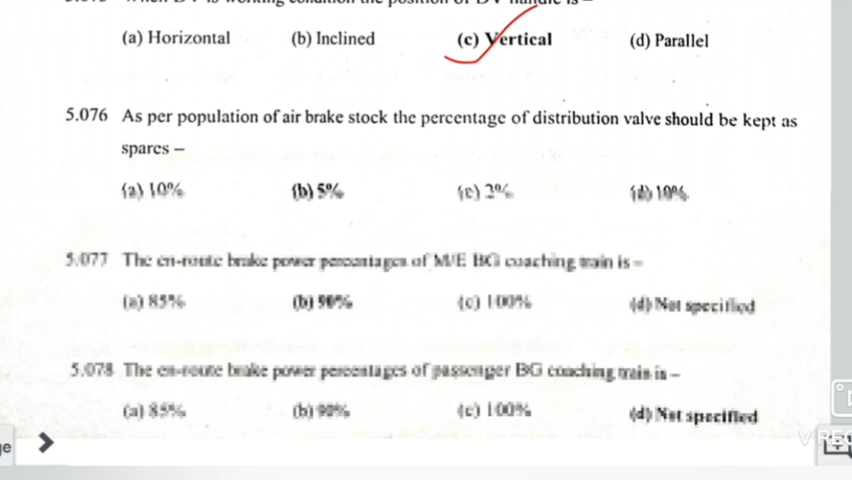 (a) Horizontal (b) Inclined (c) Vertical (d) Parallel
5.076 As per population of air brake stock the percentage of distribution valve should be kept as
spares –
(a) 10% (b) 5% (c) 2% (d) 10%
5.077 The en-route brake power percentages of M/E BG coaching train is –
(a) 85% (b) 90% (c) 100% (d) Not specified
5.078 The en-route brake power percentages of passenger BG coaching train is –
(a) 85% (b) 90% (c) 100% (d) Not specified